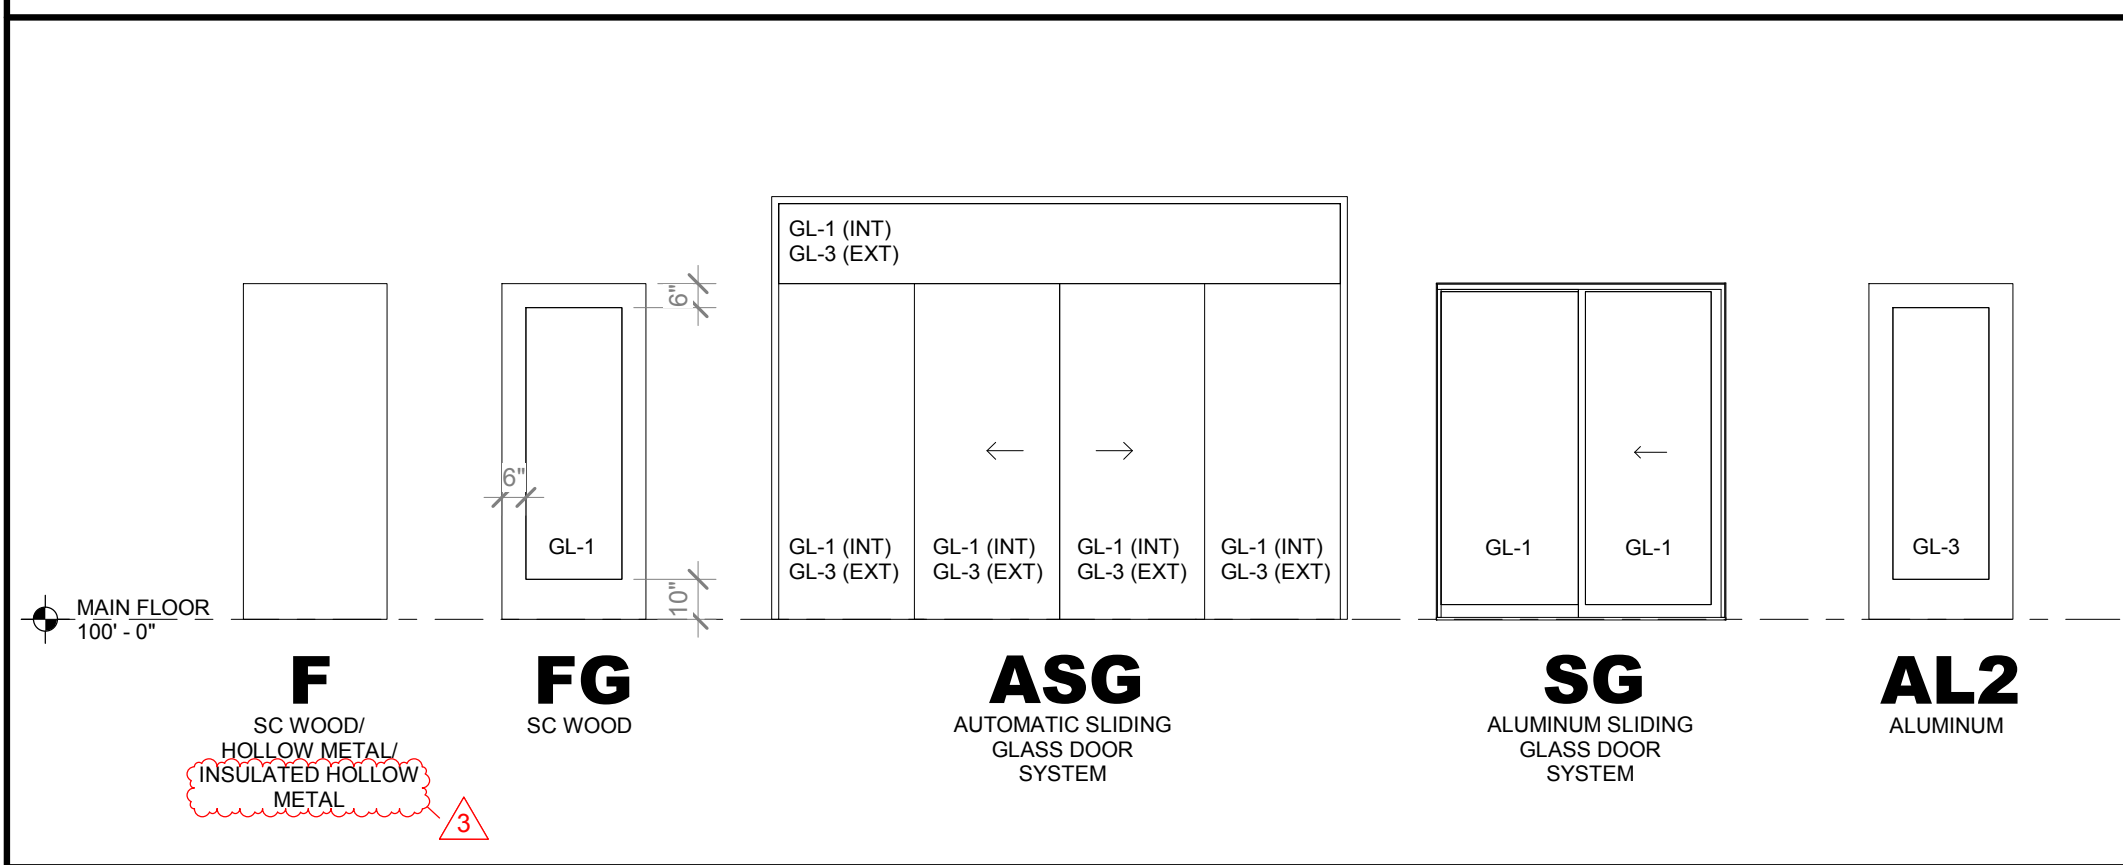 GL-1 (INT)
GL-3 (EXT)
6"
6"
GL-1
10"
GL-1 (INT)
GL-3 (EXT)
GL-1 (INT)
GL-3 (EXT)
GL-1 (INT)
GL-3 (EXT)
GL-1 (INT)
GL-3 (EXT)
GL-1
GL-1
GL-3
MAIN FLOOR
100' - 0"
F
SC WOOD/
HOLLOW METAL/
INSULATED HOLLOW
METAL
3
FG
SC WOOD
ASG
AUTOMATIC SLIDING
GLASS DOOR
SYSTEM
SG
ALUMINUM SLIDING
GLASS DOOR
SYSTEM
AL2
ALUMINUM